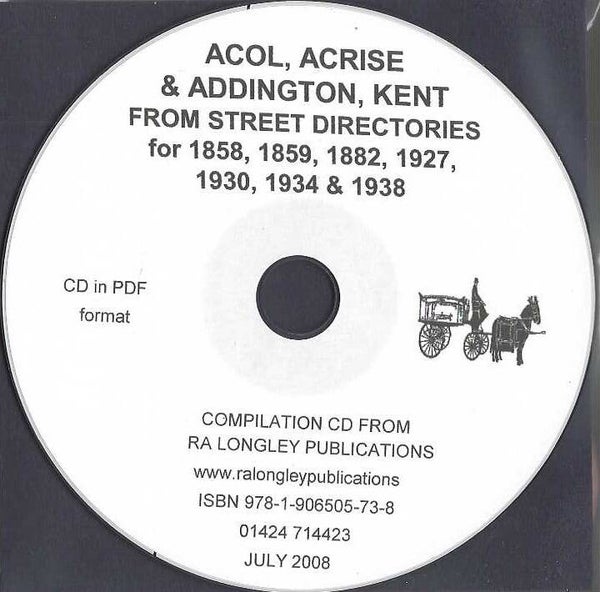 ACOL, ACRISE
& ADDINGTON, KENT
FROM STREET DIRECTORIES
for 1858, 1859, 1882, 1927,
1930, 1934 & 1938
CD in PDF
format
COMPILATION CD FROM
RA LONGLEY PUBLICATIONS
www.ralongleypublications
ISBN 978-1-906505-73-8
01424 714423
JULY 2008